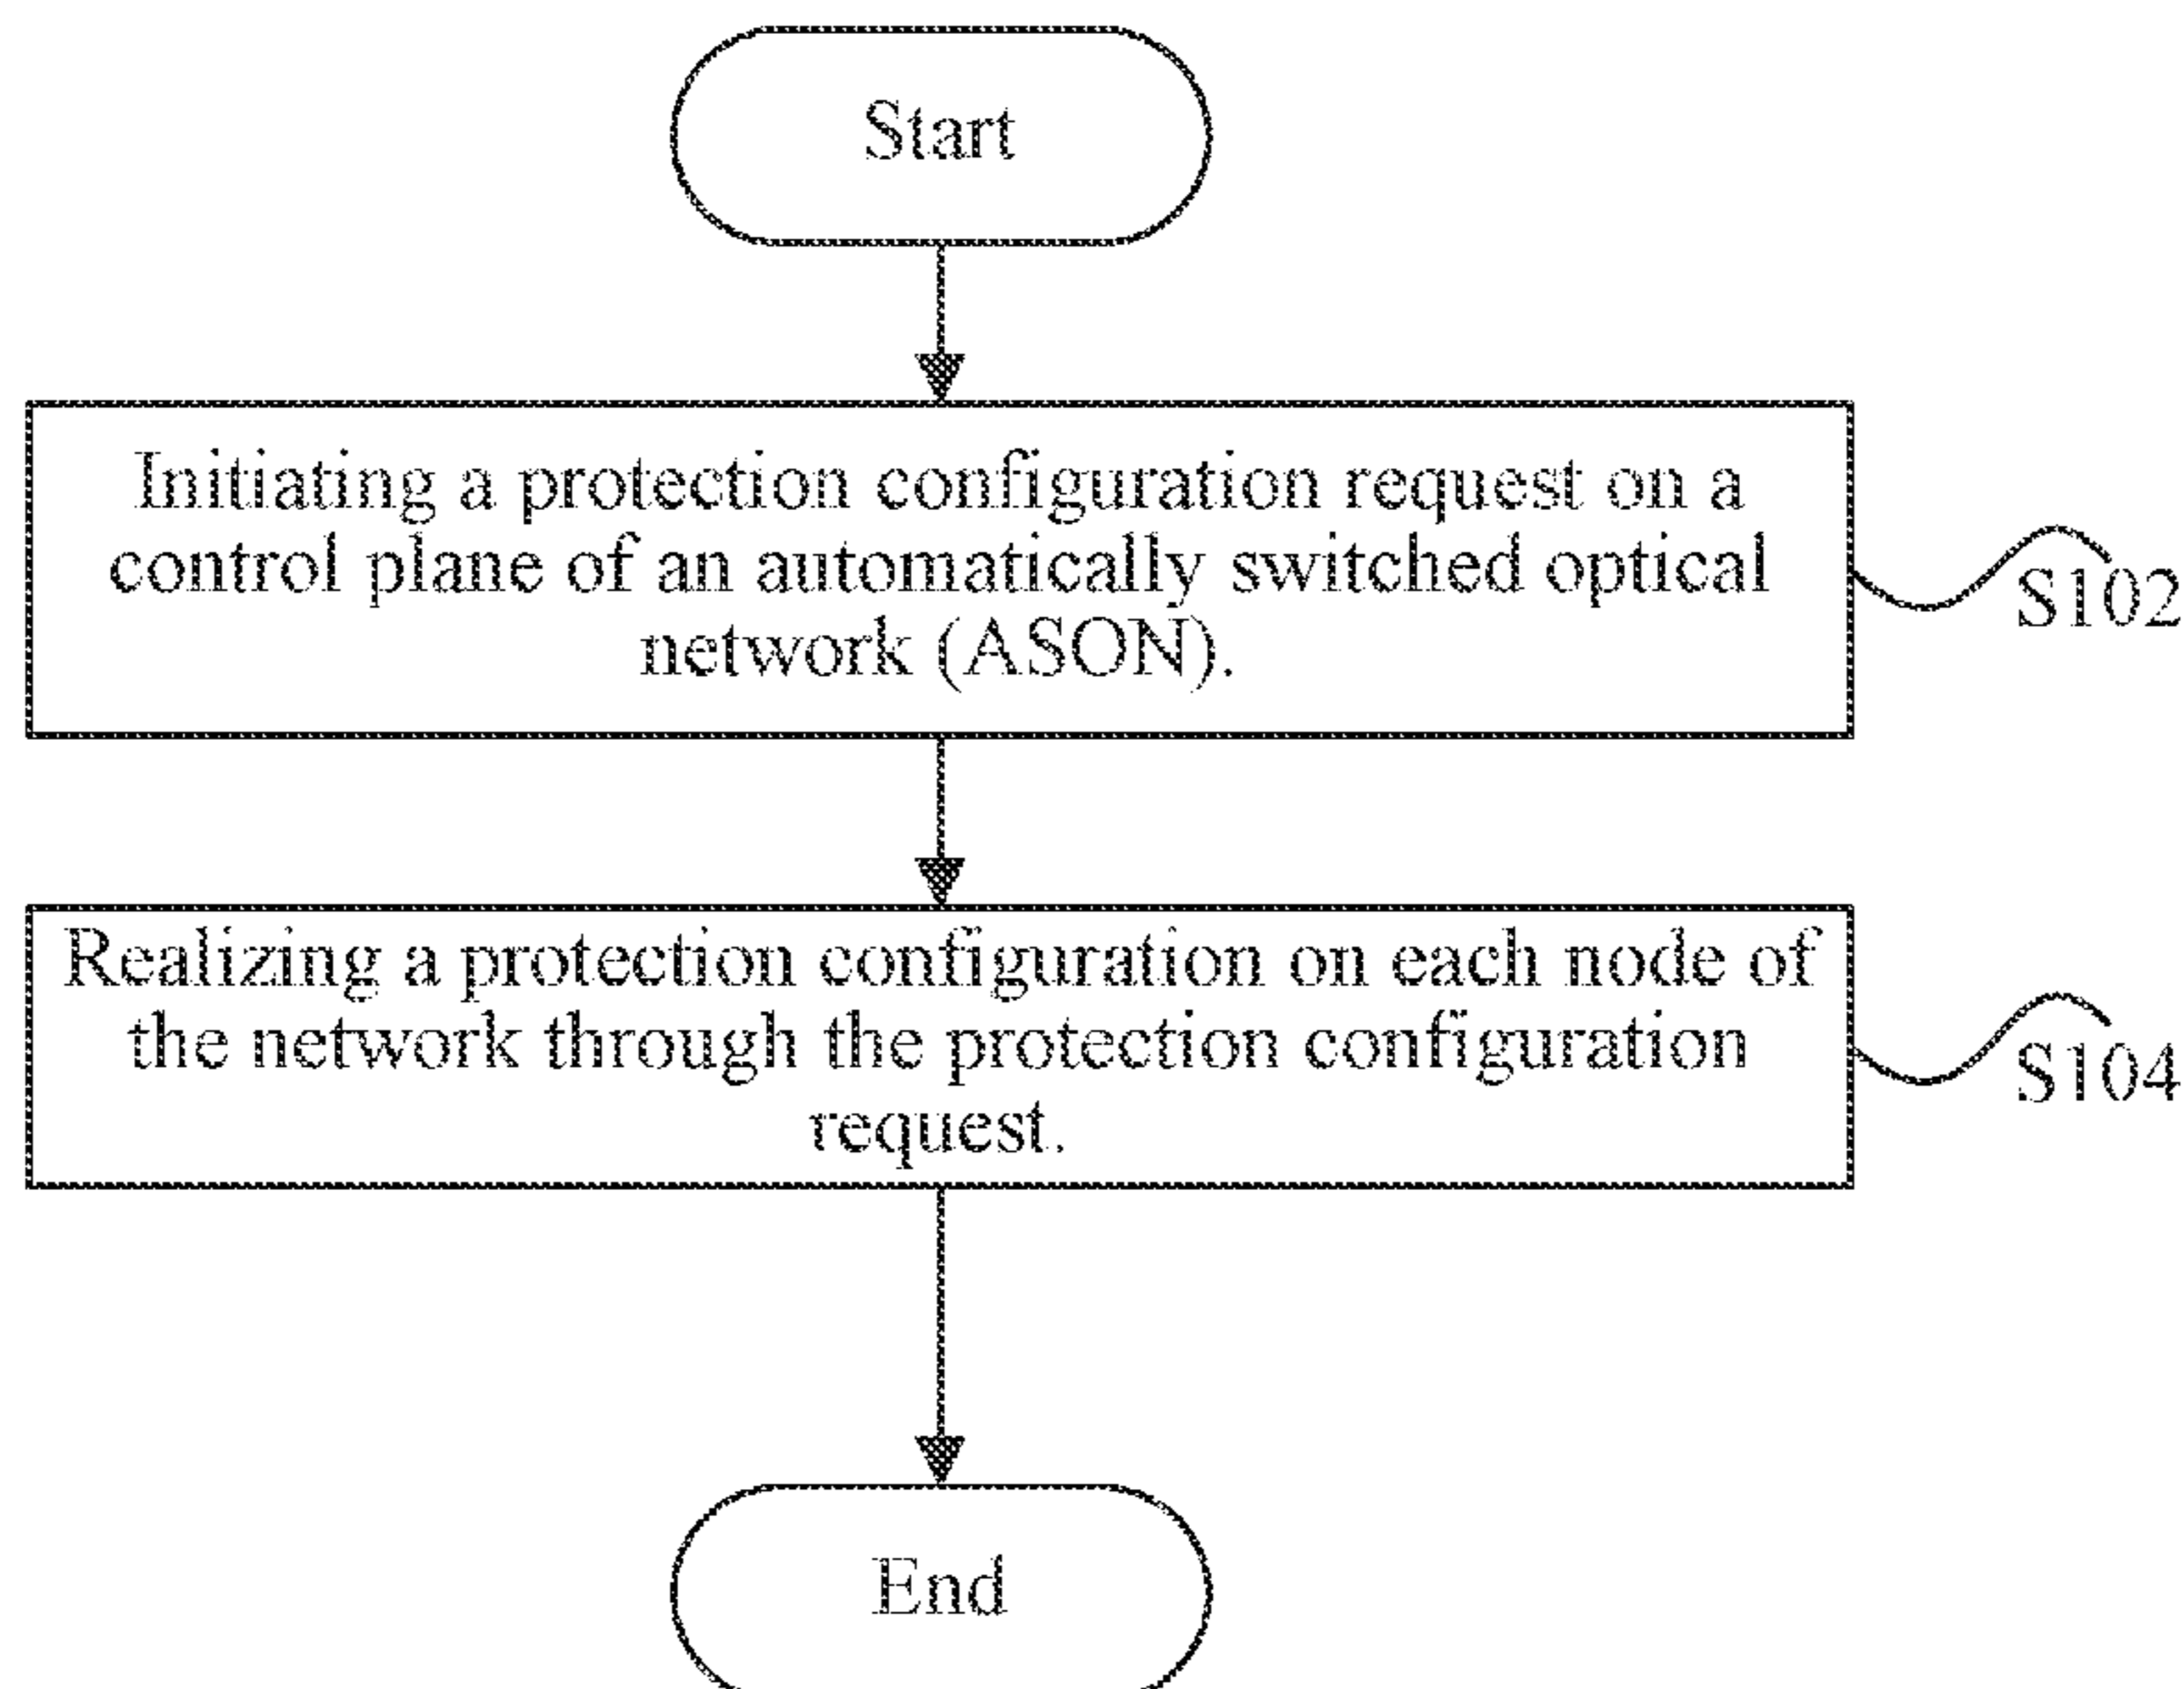 Start
Initiating a protection configuration request on a
control plane of an automatically switched optical
network (ASON).
S102
Realizing a protection configuration on each node of
the network through the protection configuration
request.
S104
End